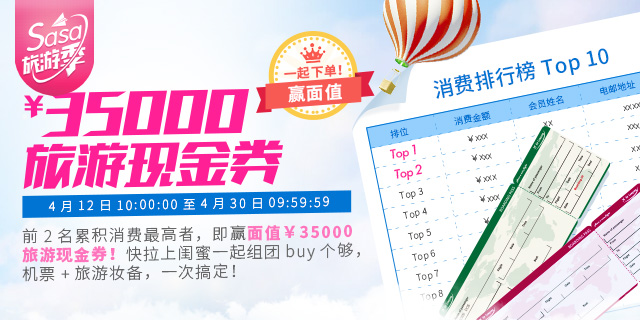 Sasa
旅游季
一起下单!
赢面值
¥35000
旅游现金券
4月12日10:00:00至4月30日09:59:59
前2名累积消费最高者，即赢面值¥35000
旅游现金券！快拉上闺蜜一起组团buy个够，
机票+旅游妆备，一次搞定！
消费排行榜 Top 10
排位 消费金额 会员姓名 电邮地址
Top 1 ¥xxx xx
Top 2 ¥xxx
Top 3 ¥xxx
Top 4 ¥xxx
Top 5
Top 6
Top 7
Top 8